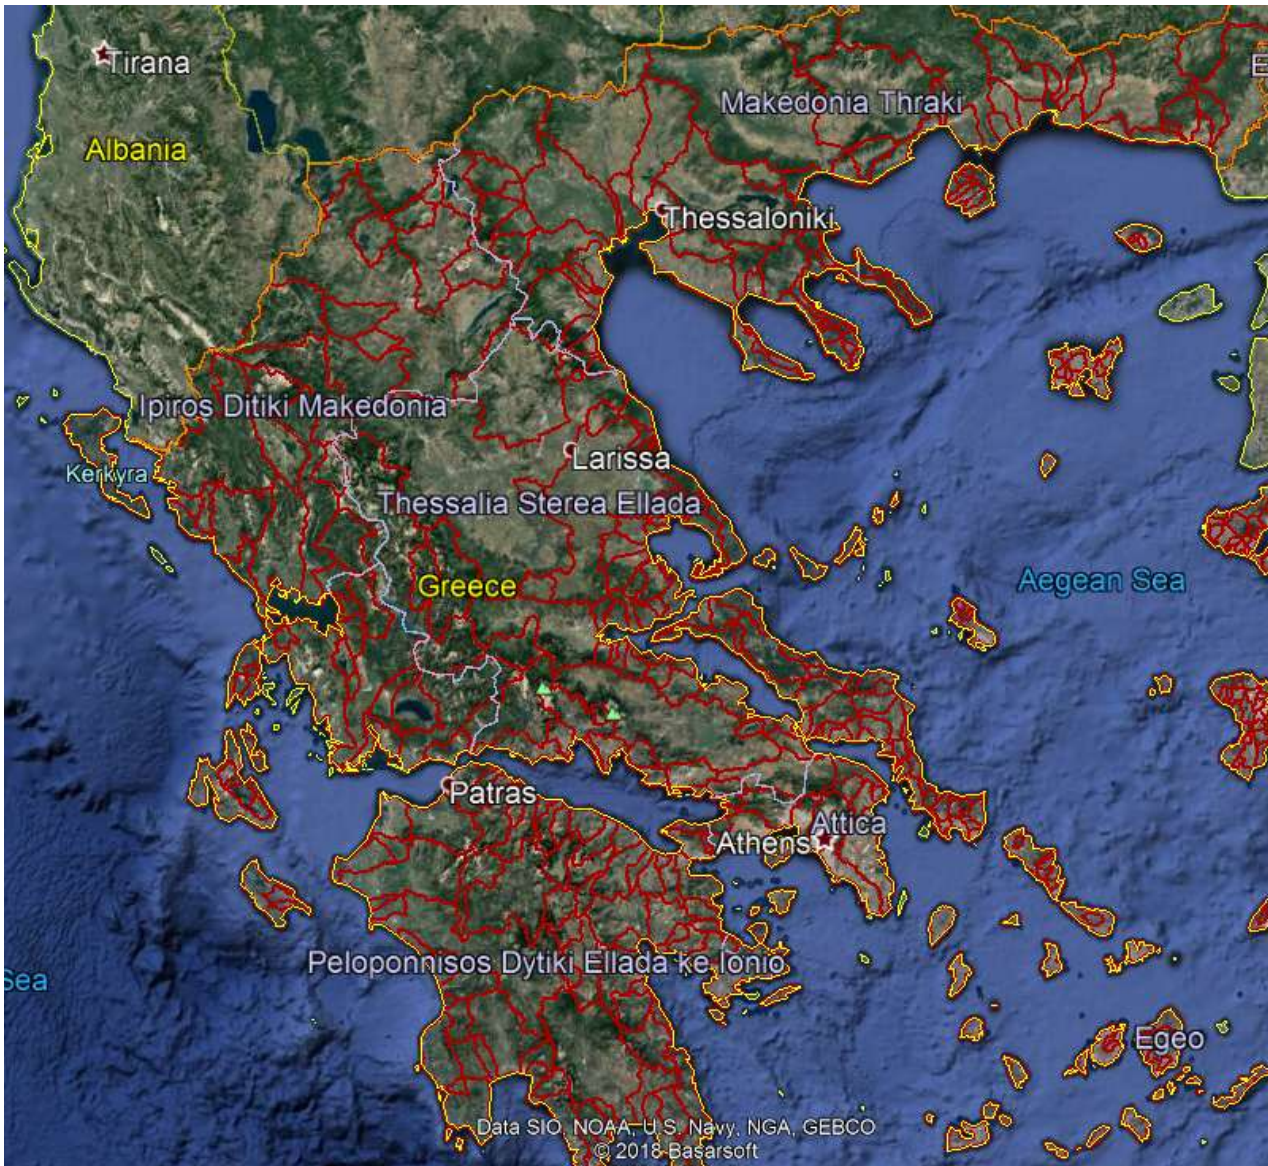 Tirana
E
Makedonia Thraki
Albania
Thessaloniki
Ipiros Ditiki Makedonia
Larissa
Kerkyra
Thessalia Sterea Ellada
Greece
Aegean Sea
Patras
Attica
Athens
Peloponnisos Dytiki Ellada ke Ionio
Sea
Egeo
Data SIO, NOAA, U.S. Navy, NGA, GEBCO
© 2018 Basarsoft